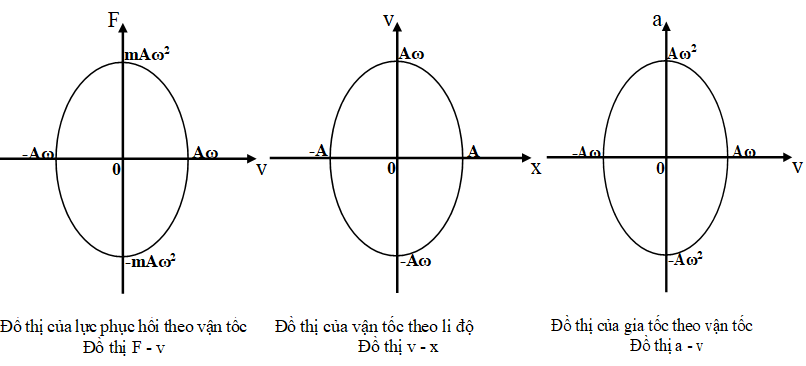 F
mAω²
-Aω
Aω
0
v
-mAω²
Đồ thị của lực phục hồi theo vận tốc
Đồ thị F - v
v
Aω
-A
A
0
x
-Aω
Đồ thị của vận tốc theo li độ
Đồ thị v - x
a
Aω²
-Aω
Aω
0
v
-Aω²
Đồ thị của gia tốc theo vận tốc
Đồ thị a - v